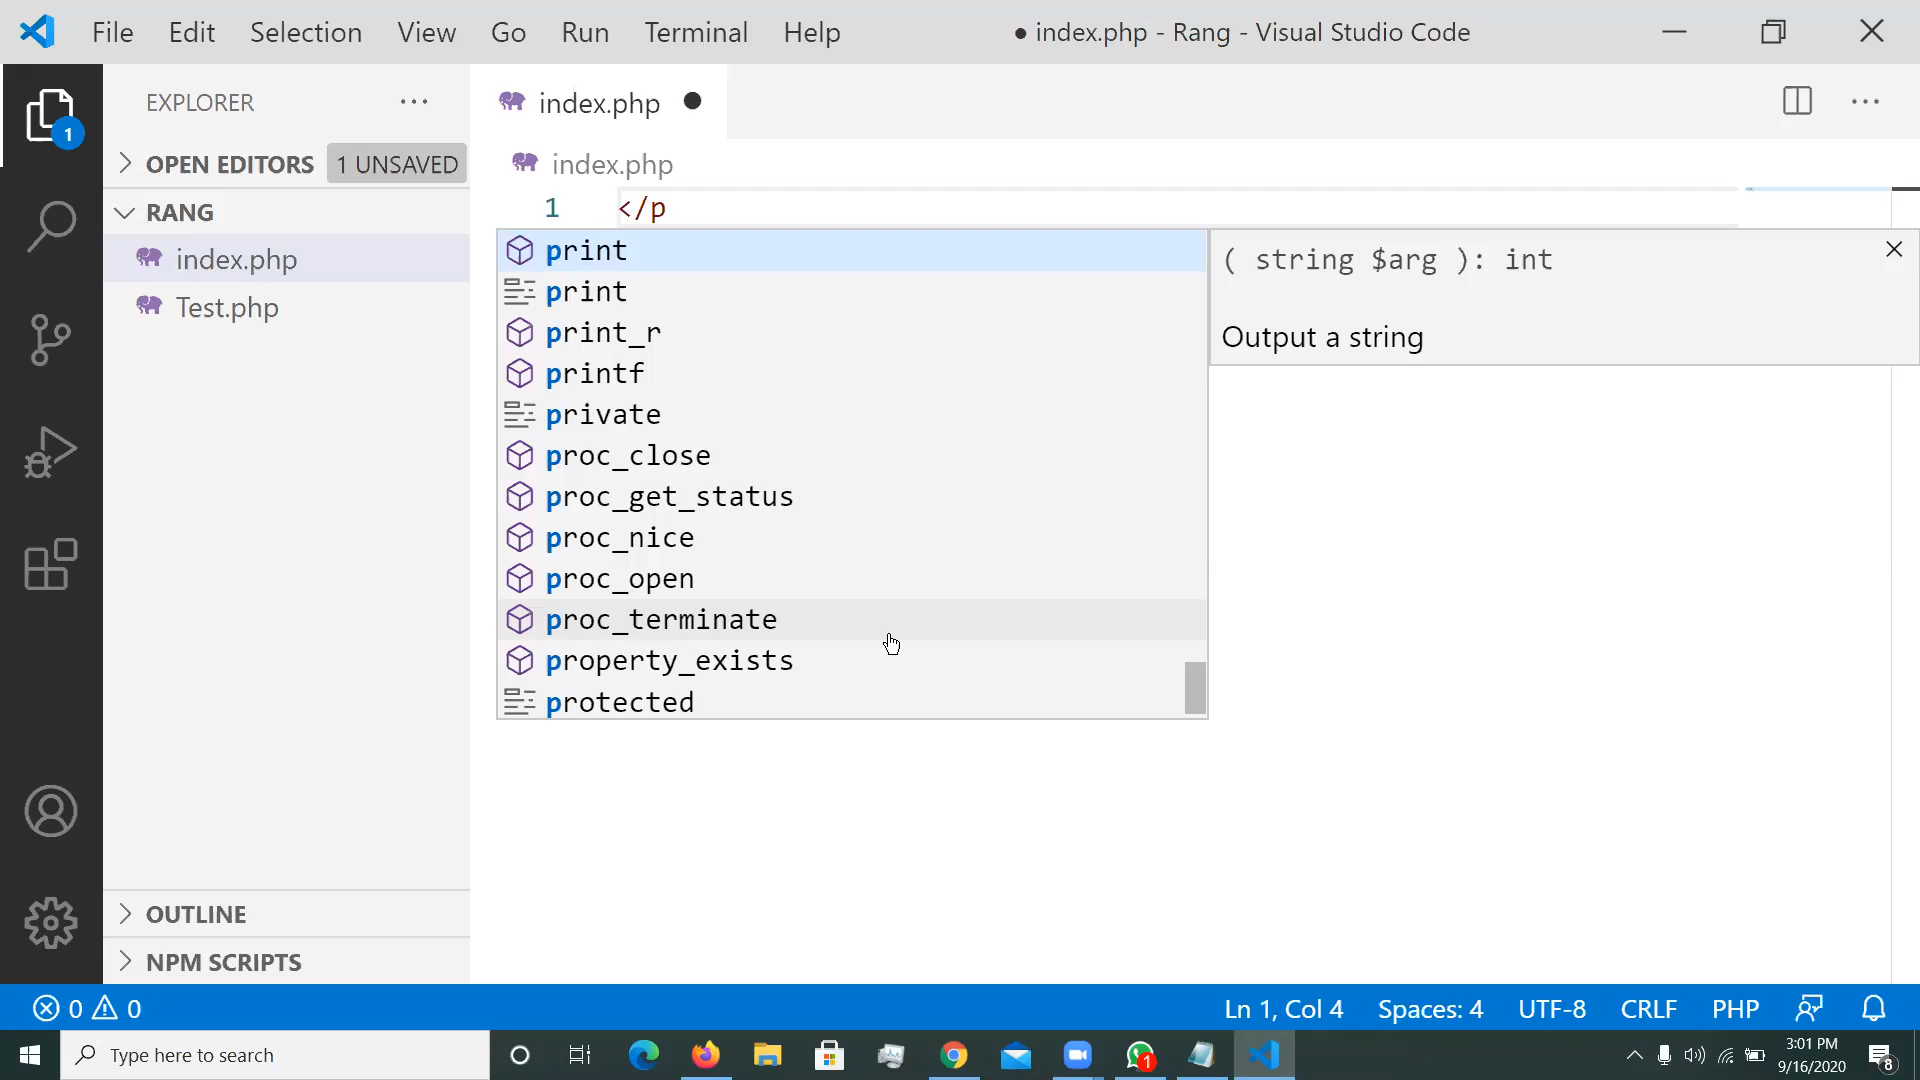 File Edit Selection View Go Run Terminal Help ● index.php - Rang - Visual Studio Code
EXPLORER ···
index.php ●
OPEN EDITORS 1 UNSAVED
RANG
index.php
Test.php
OUTLINE
NPM SCRIPTS
1
index.php
1 </p
print
print
print_r
printf
private
proc_close
proc_get_status
proc_nice
proc_open
proc_terminate
property_exists
protected
( string $arg ): int
Output a string
0 0
Ln 1, Col 4 Spaces: 4 UTF-8 CRLF PHP
Type here to search
1
3:01 PM
9/16/2020
8